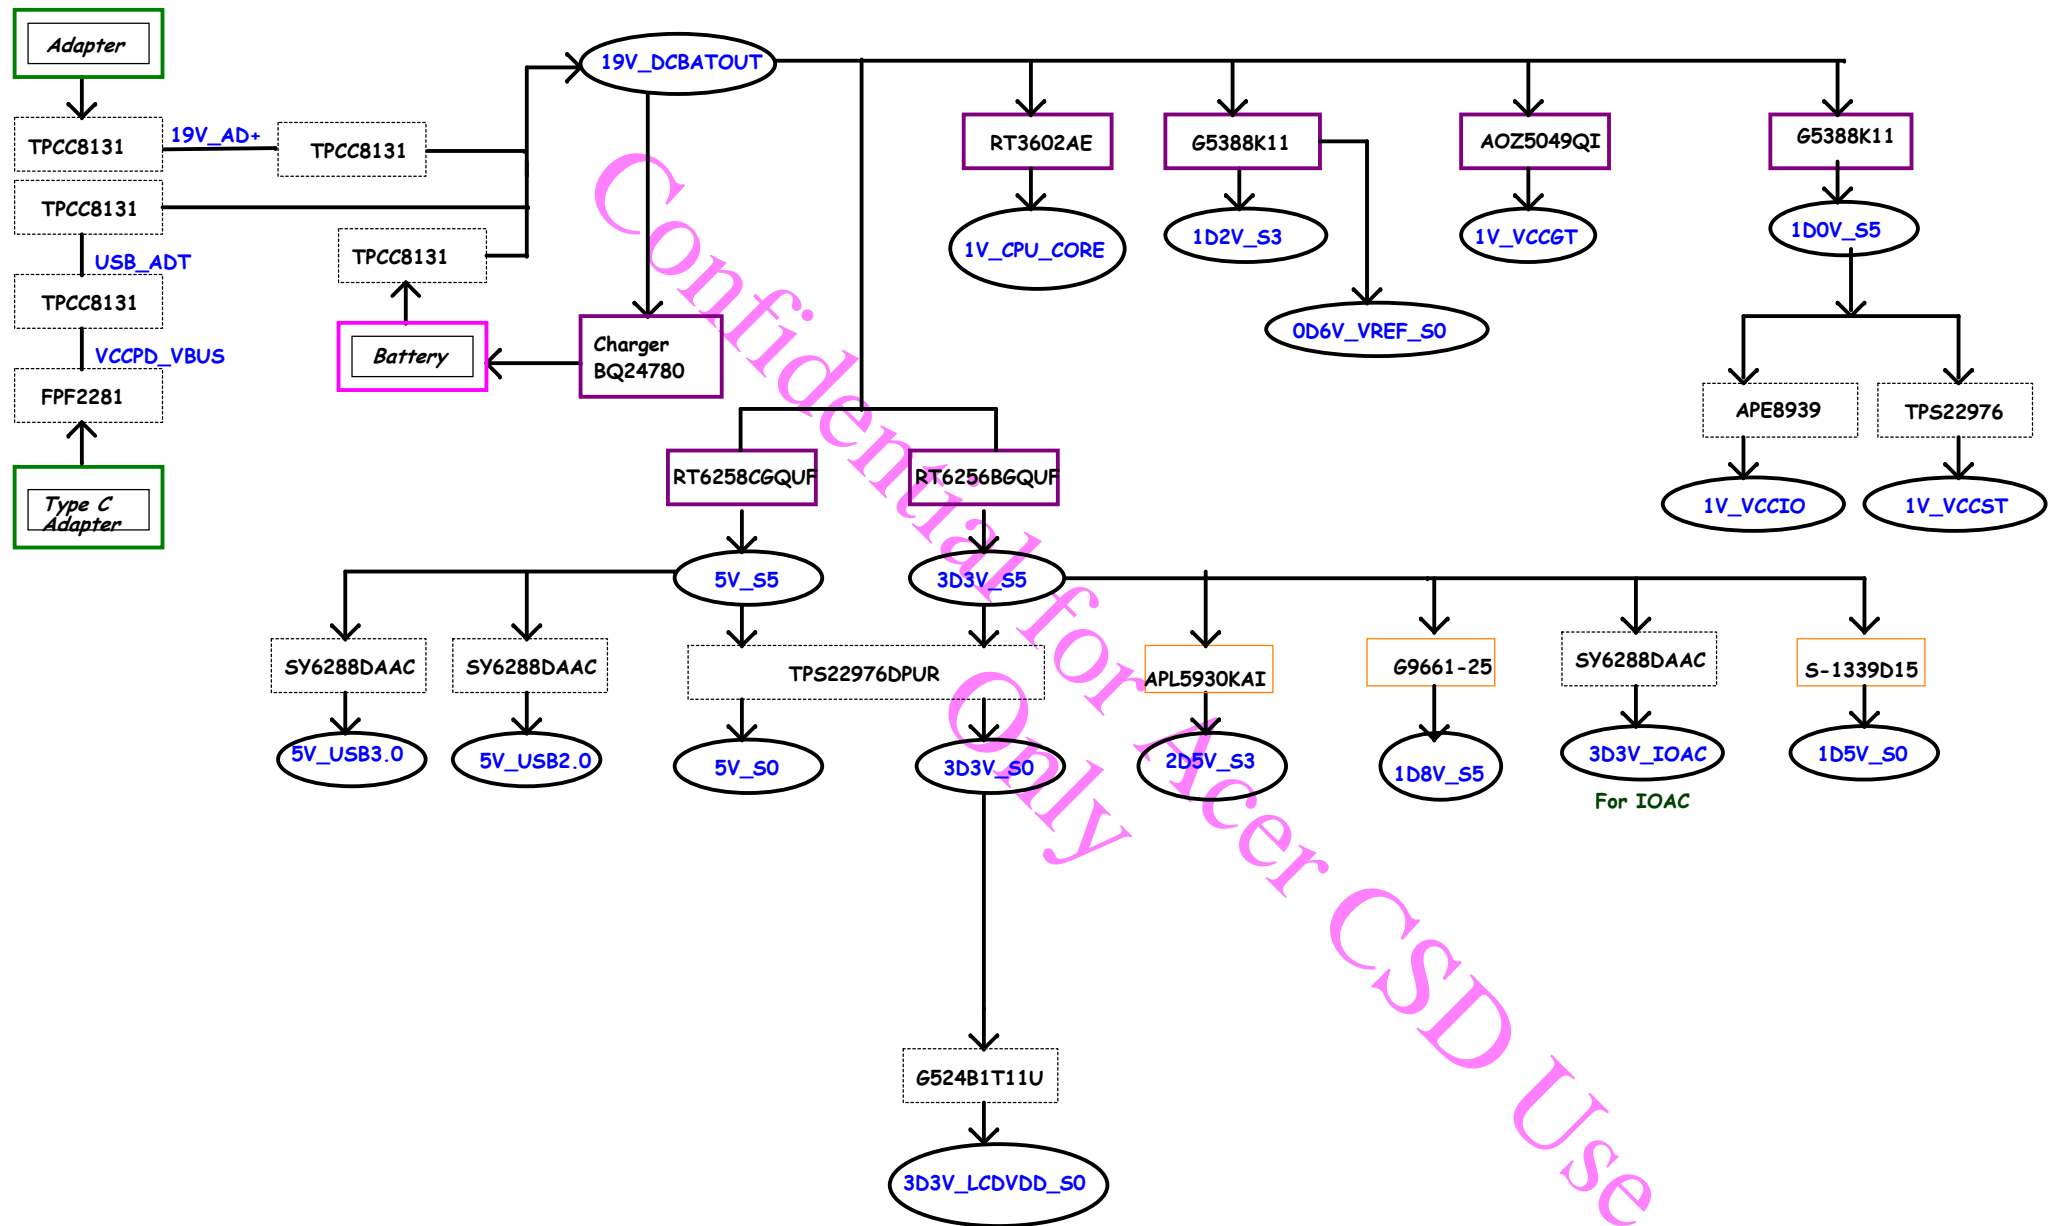 Adapter
19V_DCBATOUT
TPCC8131
19V_AD+
TPCC8131
RT3602AE
G5388K11
AOZ5049QI
G5388K11
TPCC8131
USB_ADT
TPCC8131
1V_CPU_CORE
1D2V_S3
1V_VCCGT
1D0V_S5
TPCC8131
VCCPD_VBUS
Battery
Charger
BQ24780
0D6V_VREF_S0
FPF2281
APE8939
TPS22976
Type C
Adapter
RT6258CGQUF
RT6256BGQUF
1V_VCCIO
1V_VCCST
5V_S5
3D3V_S5
SY6288DAAC
SY6288DAAC
TPS22976DPUR
APL5930KAI
G9661-25
SY6288DAAC
S-1339D15
5V_USB3.0
5V_USB2.0
5V_S0
3D3V_S0
2D5V_S3
1D8V_S5
3D3V_IOAC
1D5V_S0
For IOAC
G524B1T11U
3D3V_LCDVDD_S0
Confidential for Acer CSD Use
Only